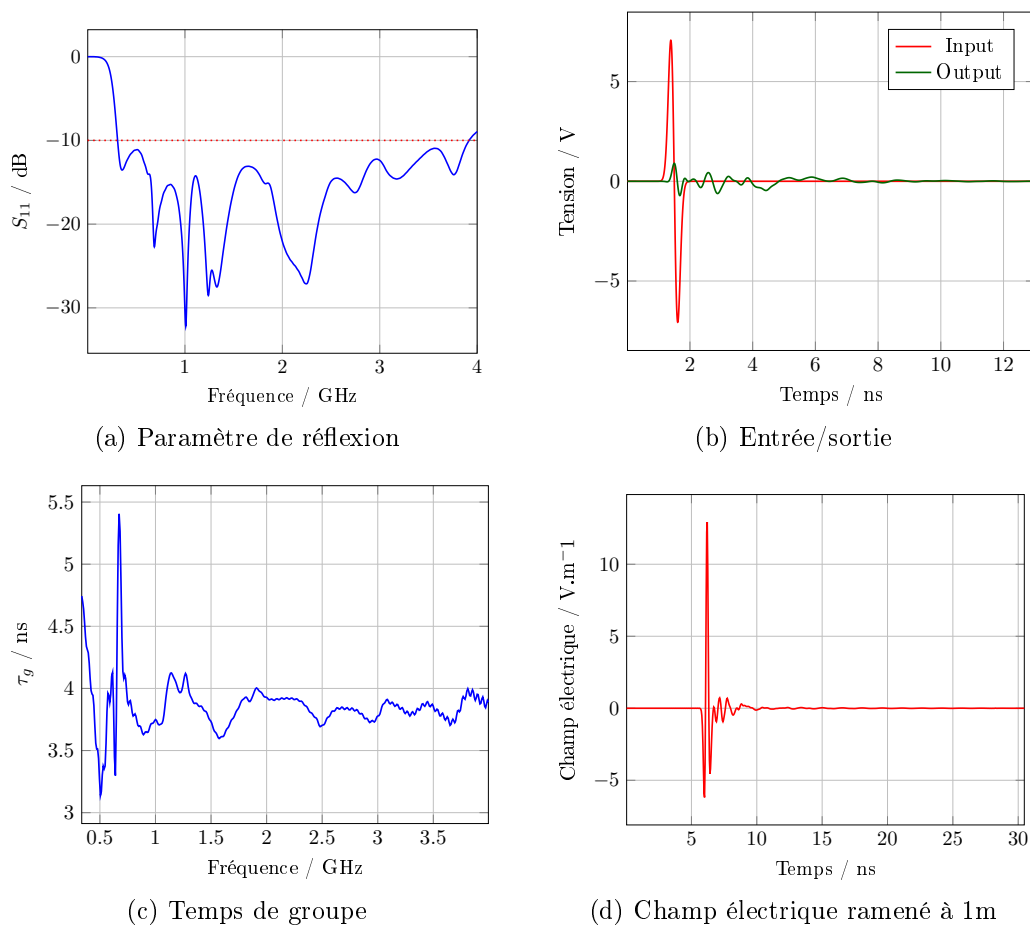 0
−10
−20
−30
1
2
3
4
S₁₁ / dB
Fréquence / GHz
(a) Paramètre de réflexion
5
0
−5
2
4
6
8
10
12
Tension / V
Temps / ns
Input
Output
(b) Entrée/sortie
5.5
5
4.5
4
3.5
3
0.5
1
1.5
2
2.5
3
3.5
τg / ns
Fréquence / GHz
(c) Temps de groupe
10
5
0
−5
5
10
15
20
25
30
Champ électrique / V.m⁻1
Temps / ns
(d) Champ électrique ramené à 1m